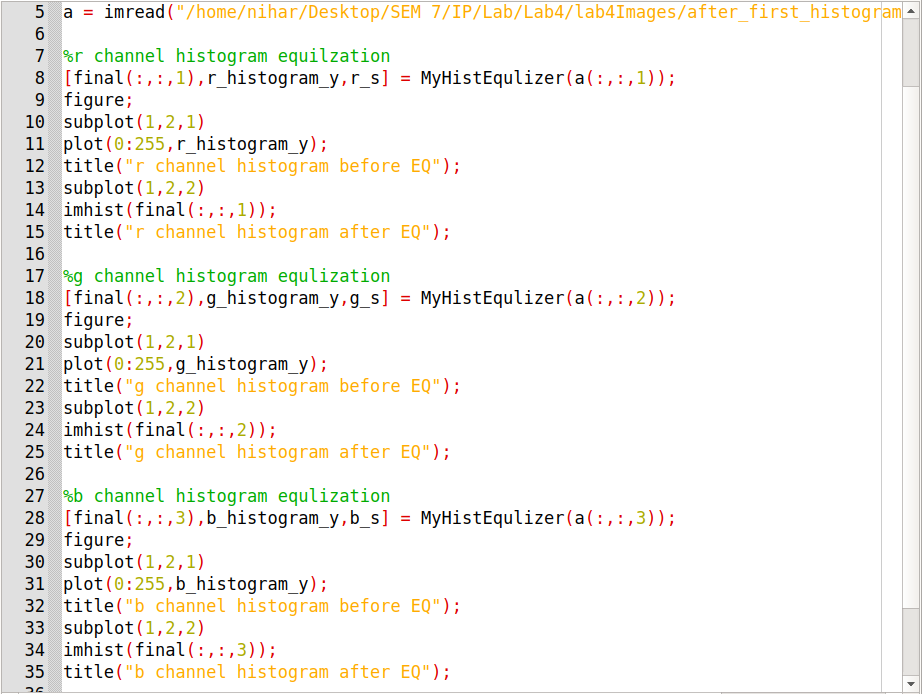 5 a = imread("/home/nihar/Desktop/SEM 7/IP/Lab/Lab4/lab4Images/after_first_histogram
6
7 %r channel histogram equilzation
8 [final(:,:,1),r_histogram_y,r_s] = MyHistEqulizer(a(:,:,1));
9 figure;
10 subplot(1,2,1)
11 plot(0:255,r_histogram_y);
12 title("r channel histogram before EQ");
13 subplot(1,2,2)
14 imhist(final(:,:,1));
15 title("r channel histogram after EQ");
16
17 %g channel histogram equlization
18 [final(:,:,2),g_histogram_y,g_s] = MyHistEqulizer(a(:,:,2));
19 figure;
20 subplot(1,2,1)
21 plot(0:255,g_histogram_y);
22 title("g channel histogram before EQ");
23 subplot(1,2,2)
24 imhist(final(:,:,2));
25 title("g channel histogram after EQ");
26
27 %b channel histogram equlization
28 [final(:,:,3),b_histogram_y,b_s] = MyHistEqulizer(a(:,:,3));
29 figure;
30 subplot(1,2,1)
31 plot(0:255,b_histogram_y);
32 title("b channel histogram before EQ");
33 subplot(1,2,2)
34 imhist(final(:,:,3));
35 title("b channel histogram after EQ");